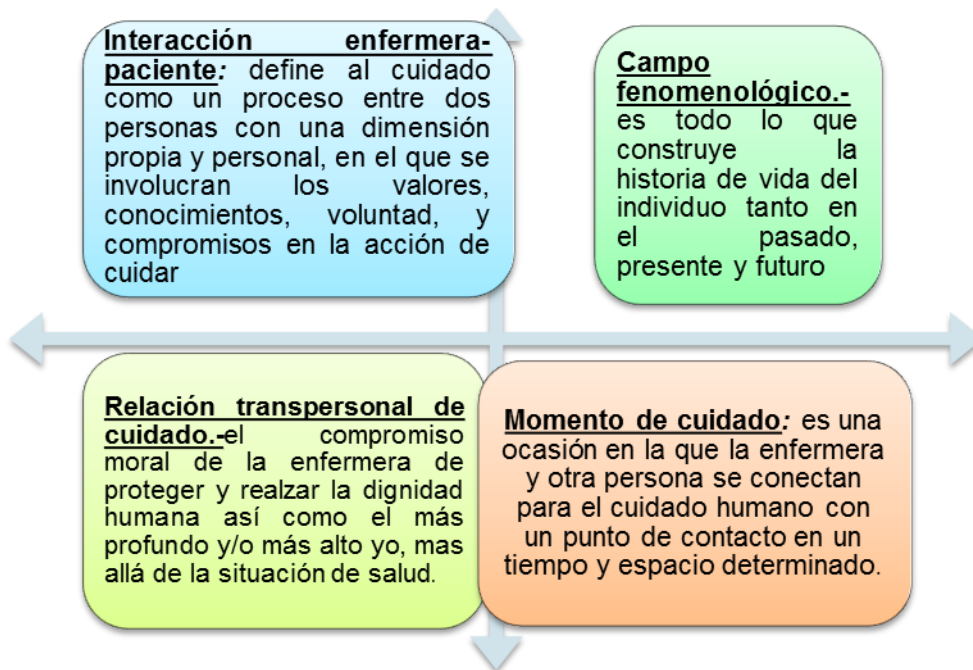 Interacción enfermera-
paciente: define al cuidado
como un proceso entre dos
personas con una dimensión
propia y personal, en el que se
involucran los valores,
conocimientos, voluntad, y
compromisos en la acción de
cuidar
Campo
fenomenológico.-
es todo lo que
construye la
historia de vida del
individuo tanto en
el pasado,
presente y futuro
Relación transpersonal de
cuidado.-el compromiso
moral de la enfermera de
proteger y realzar la dignidad
humana así como el más
profundo y/o más alto yo, mas
allá de la situación de salud.
Momento de cuidado: es una
ocasión en la que la enfermera
y otra persona se conectan
para el cuidado humano con
un punto de contacto en un
tiempo y espacio determinado.